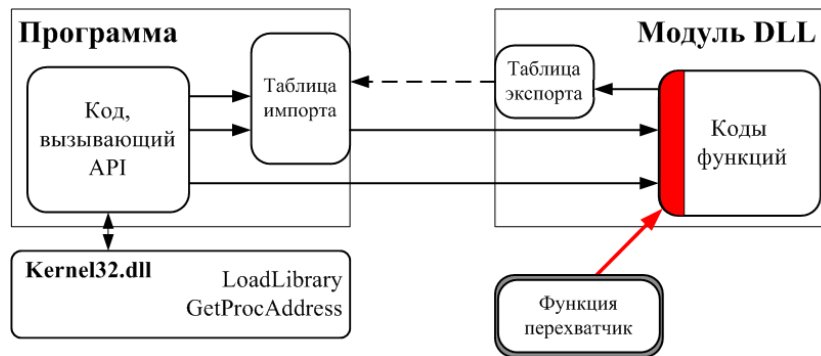 Программа
Модуль DLL
Код,
вызывающий
API
Таблица
импорта
Таблица
экспорта
Коды
функций
Kernel32.dll
LoadLibrary
GetProcAddress
Функция
перехватчик